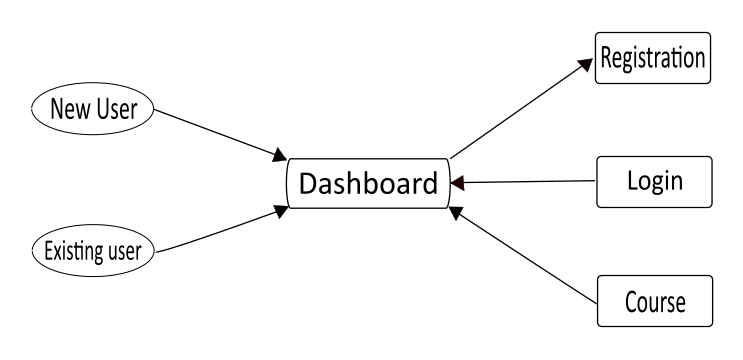 New User
Existing user
Dashboard
Registration
Login
Course